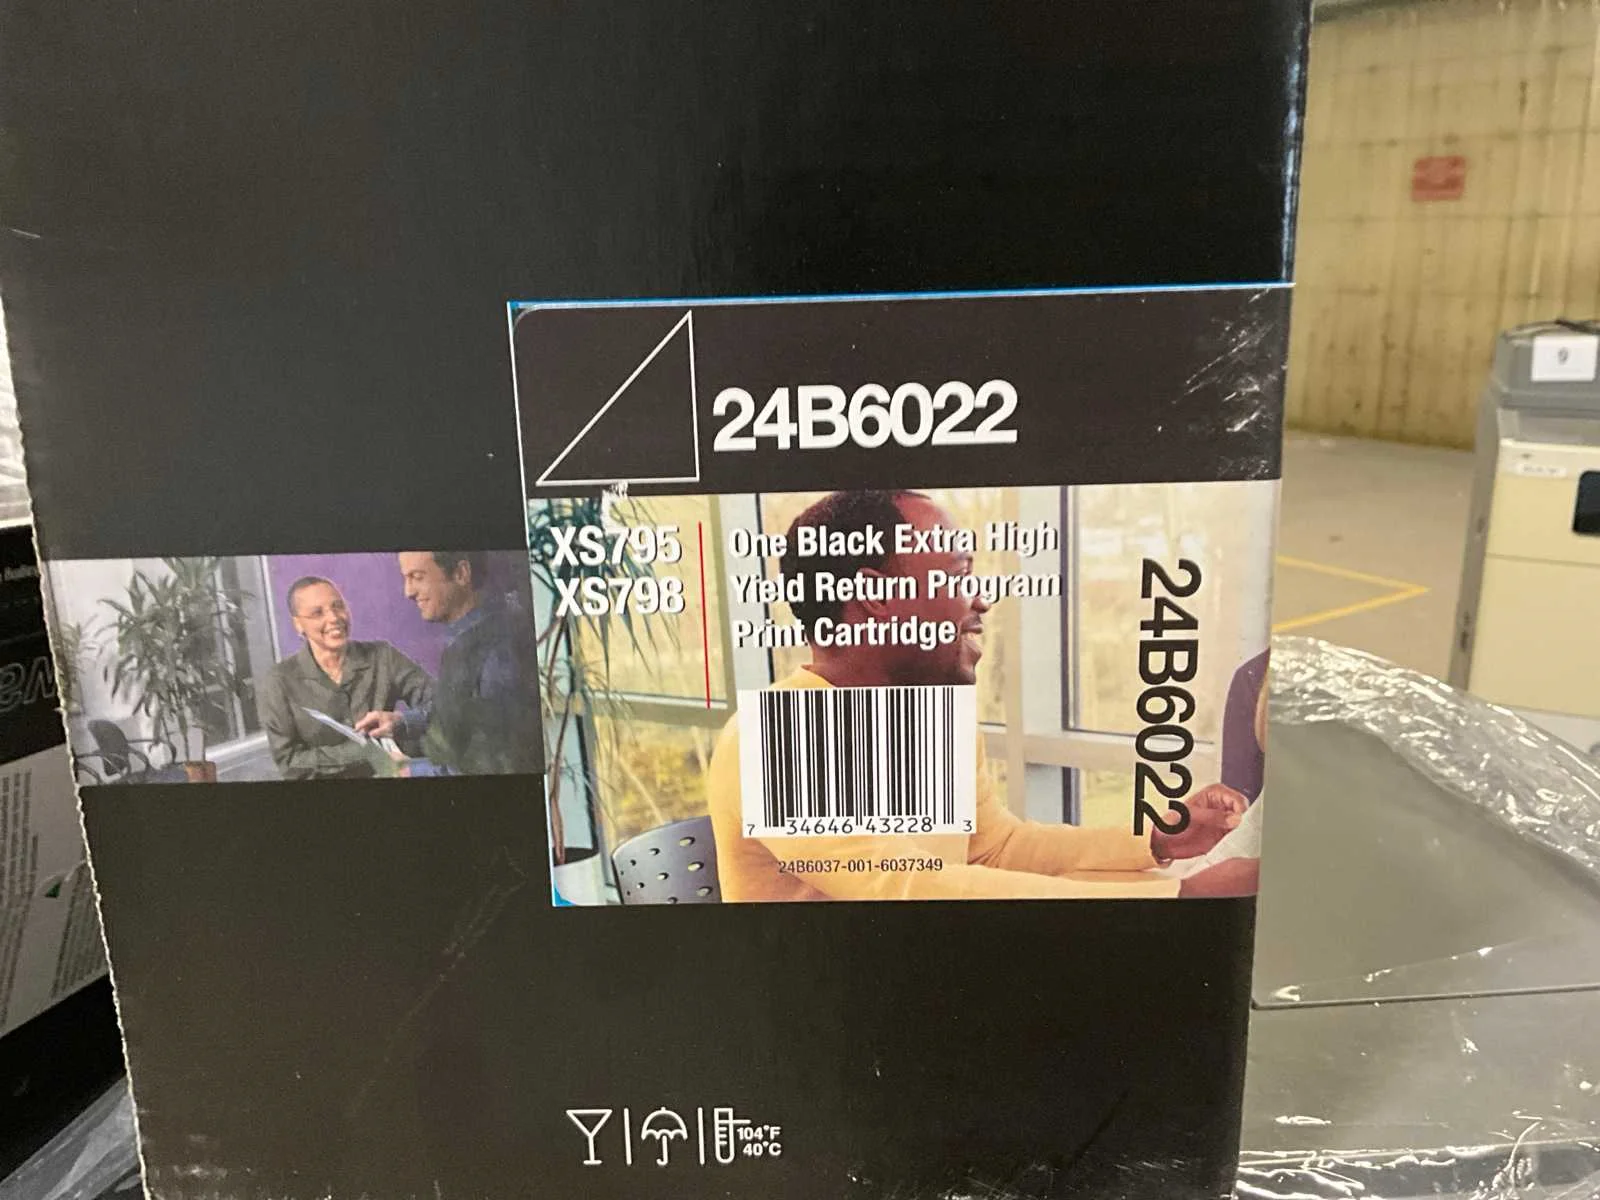 24B6022
XS795
XS798
One Black Extra High
Yield Return Program
Print Cartridge
24B6022
7 34646 43228 3
24B6037-001-6037349
104°F
40°C
9